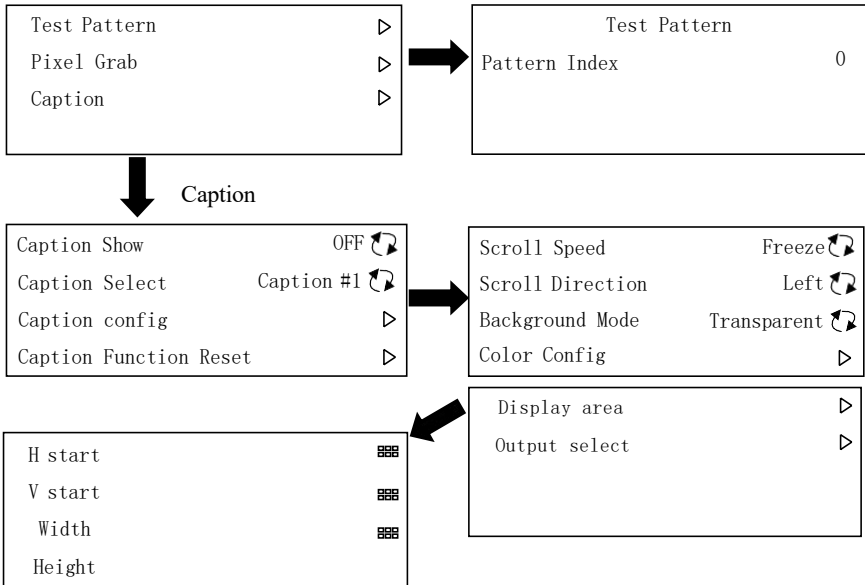 Test Pattern
Pixel Grab
Caption
Test Pattern
Pattern Index 0
Caption
Caption Show OFF
Caption Select Caption #1
Caption config
Caption Function Reset
Scroll Speed Freeze
Scroll Direction Left
Background Mode Transparent
Color Config
Display area
Output select
H start
V start
Width
Height